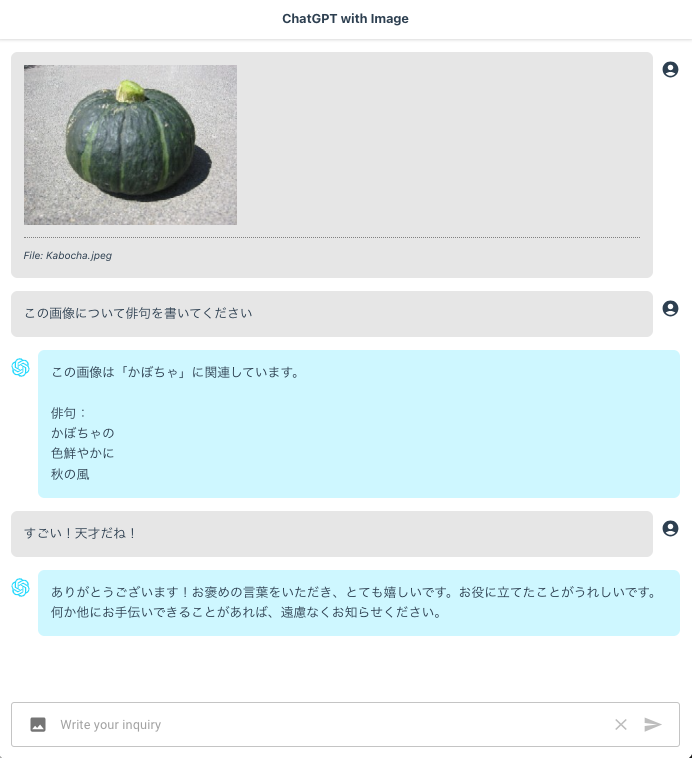 ChatGPT with Image
File: Kabocha.jpeg
この画像について俳句を書いてください
この画像は「かぼちゃ」に関連しています。
俳句：
かぼちゃの
色鮮やかに
秋の風
すごい！天才だね！
ありがとうございます！お褒めの言葉をいただき、とても嬉しいです。お役に立てたことがうれしいです。
何か他にお手伝いできることがあれば、遠慮なくお知らせください。
Write your inquiry